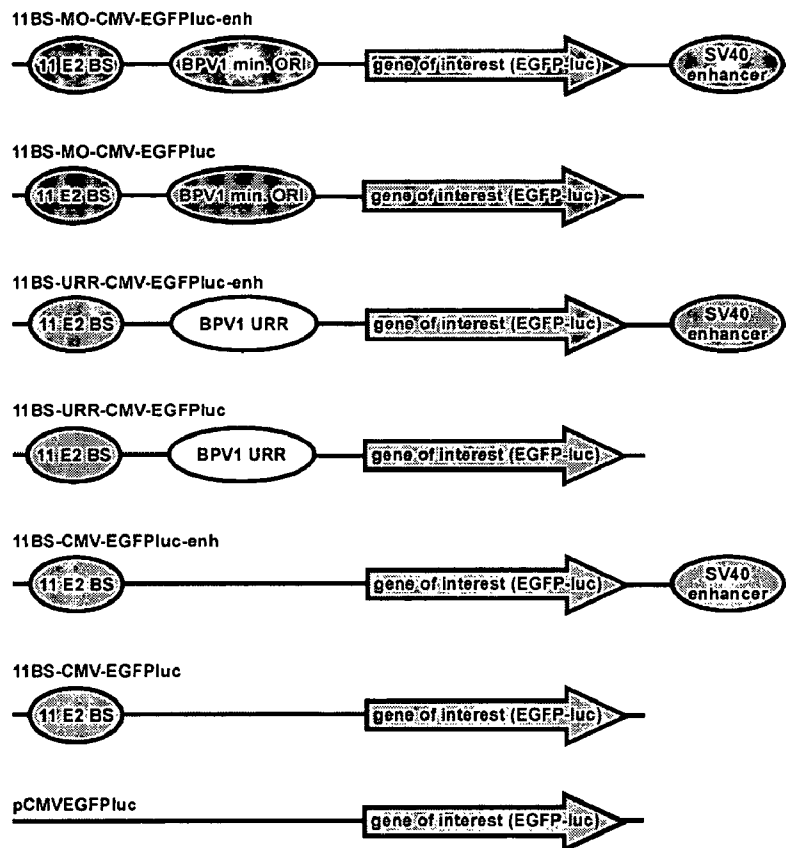 11BS-MO-CMV-EGFPluc-enh
11 E2 BS BPV1 min. ORI gene of interest (EGFP-luc) SV40
enhancer
11BS-MO-CMV-EGFPluc
11 E2 BS BPV1 min. ORI gene of interest (EGFP-luc)
11BS-URR-CMV-EGFPluc-enh
11 E2 BS BPV1 URR gene of interest (EGFP-luc) SV40
enhancer
11BS-URR-CMV-EGFPluc
11 E2 BS BPV1 URR gene of interest (EGFP-luc)
11BS-CMV-EGFPluc-enh
11 E2 BS gene of interest (EGFP-luc) SV40
enhancer
11BS-CMV-EGFPluc
11 E2 BS gene of interest (EGFP-luc)
pCMVEGFPluc
gene of interest (EGFP-luc)